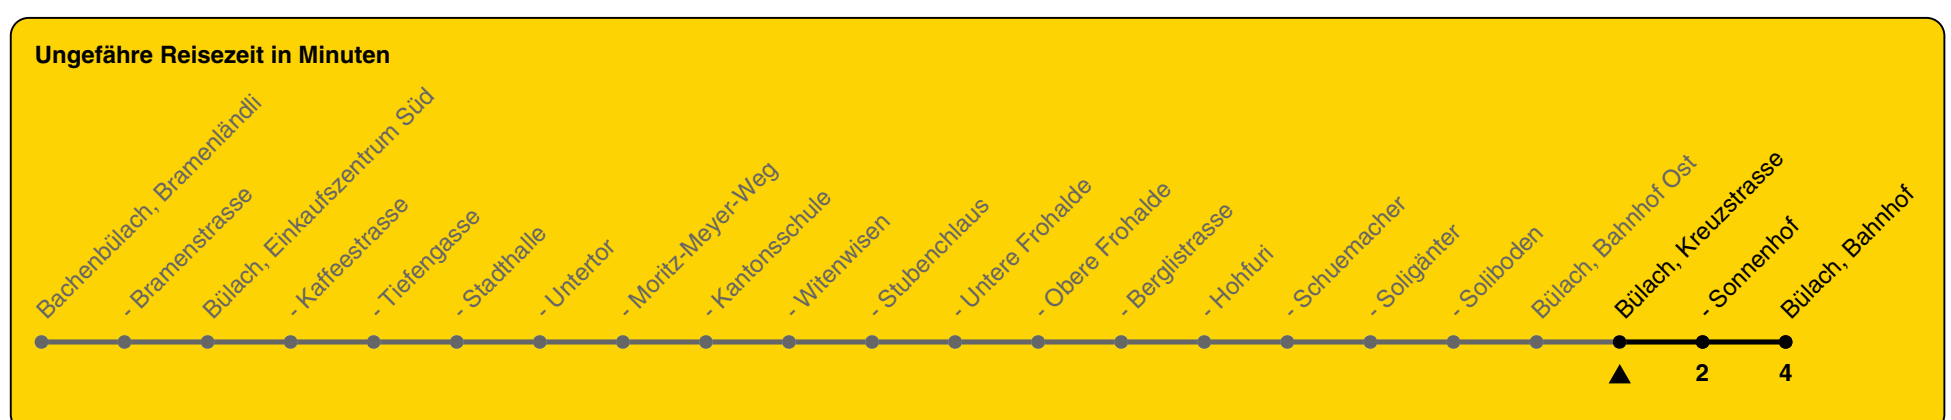 Ungefähre Reisezeit in Minuten
Bachenbülach, Bramenländli
- Bramenstrasse
Bülach, Einkaufszentrum Süd
- Kaffeestrasse
- Tiefengasse
- Stadthalle
- Untertor
- Moritz-Meyer-Weg
- Kantonsschule
- Witenwisen
- Stubenchlaus
- Untere Frohalde
- Obere Frohalde
- Berglistrasse
- Hohfuri
- Schuemacher
- Soligänter
- Soliboden
Bülach, Bahnhof Ost
Bülach, Kreuzstrasse
- Sonnenhof
Bülach, Bahnhof
2 4